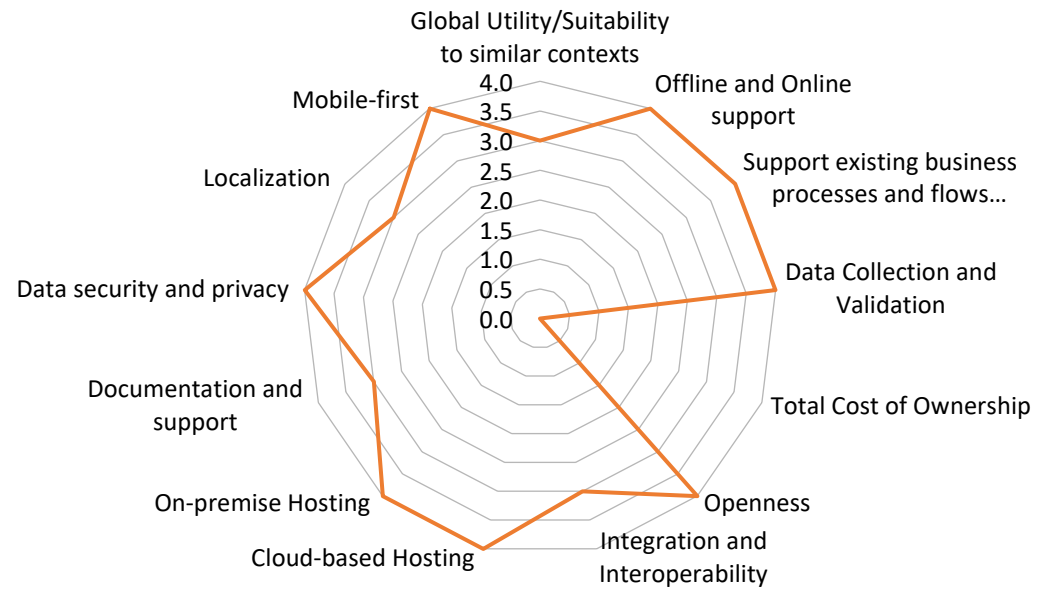 Global Utility/Suitability
to similar contexts
Offline and Online
support
Support existing business
processes and flows…
Data Collection and
Validation
Total Cost of Ownership
Openness
Integration and
Interoperability
Cloud-based Hosting
On-premise Hosting
Documentation and
support
Data security and privacy
Localization
Mobile-first
4.0
3.5
3.0
2.5
2.0
1.5
1.0
0.5
0.0